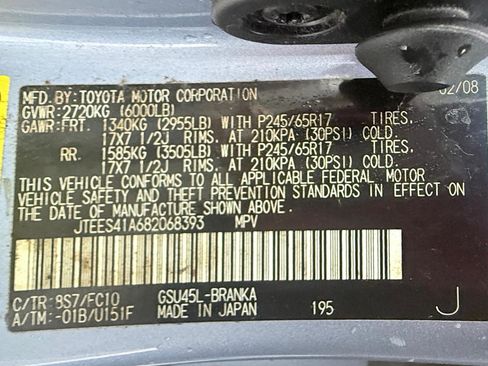 MFD. BY: TOYOTA MOTOR CORPORATION 02/08
GVWR: 2720KG (6000LB)
GAWR: FRT. 1340KG (2955LB) WITH P245/65R17 TIRES,
17X7 1/2J RIMS, AT 210KPA (30PSI) COLD.
RR. 1585KG (3505LB) WITH P245/65R17 TIRES,
17X7 1/2J RIMS, AT 210KPA (30PSI) COLD.
THIS VEHICLE CONFORMS TO ALL APPLICABLE FEDERAL MOTOR
VEHICLE SAFETY AND THEFT PREVENTION STANDARDS IN EFFECT ON
THE DATE OF MANUFACTURE SHOWN ABOVE.
JTEES41A682068393 MPV
C/TR: 8S7/FC10 GSU45L-BRANKA
A/TM: -01B/U151F MADE IN JAPAN 195 J